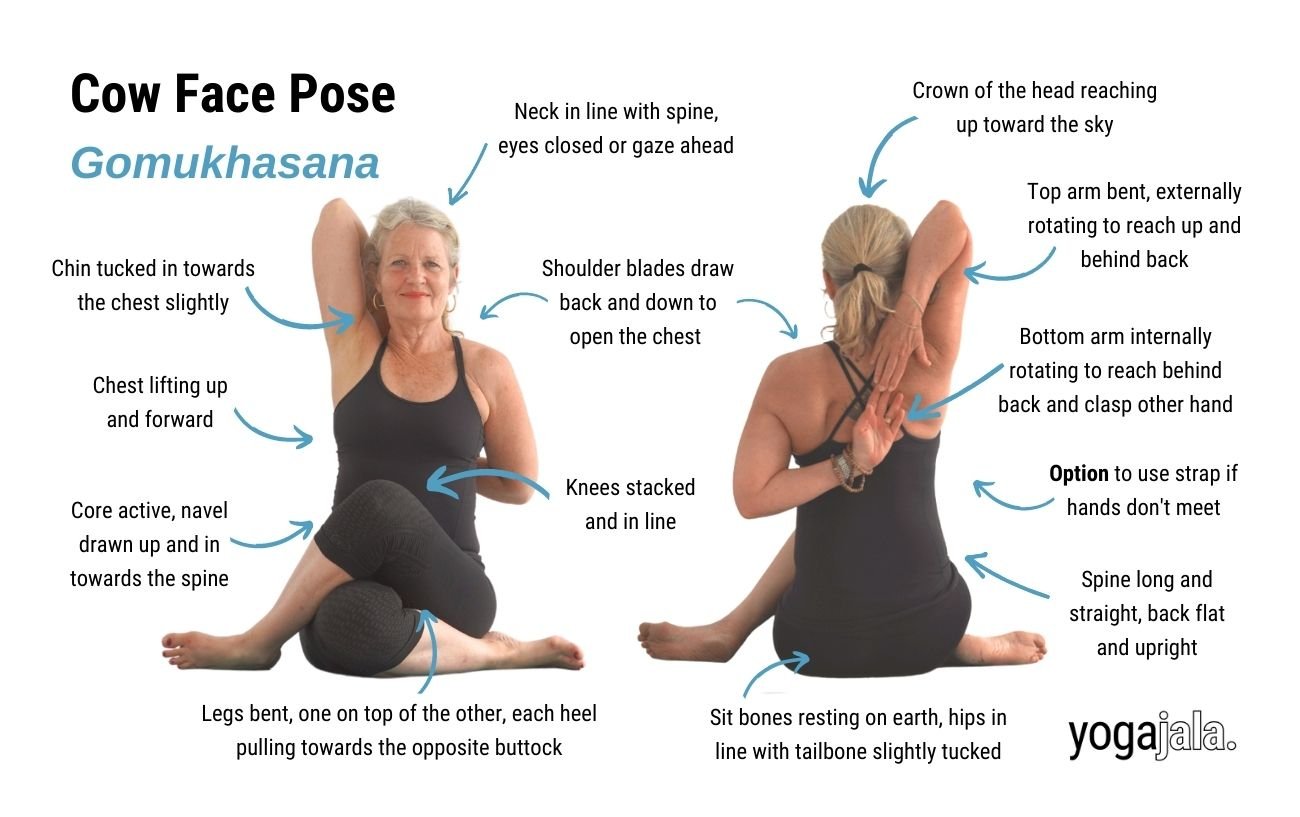 Cow Face Pose
Gomukhasana
Neck in line with spine,
eyes closed or gaze ahead
Crown of the head reaching
up toward the sky
Top arm bent, externally
rotating to reach up and
behind back
Chin tucked in towards
the chest slightly
Shoulder blades draw
back and down to
open the chest
Bottom arm internally
rotating to reach behind
back and clasp other hand
Chest lifting up
and forward
Knees stacked
and in line
Option to use strap if
hands don't meet
Core active, navel
drawn up and in
towards the spine
Spine long and
straight, back flat
and upright
Legs bent, one on top of the other, each heel
pulling towards the opposite buttock
Sit bones resting on earth, hips in
line with tailbone slightly tucked
yogajala.